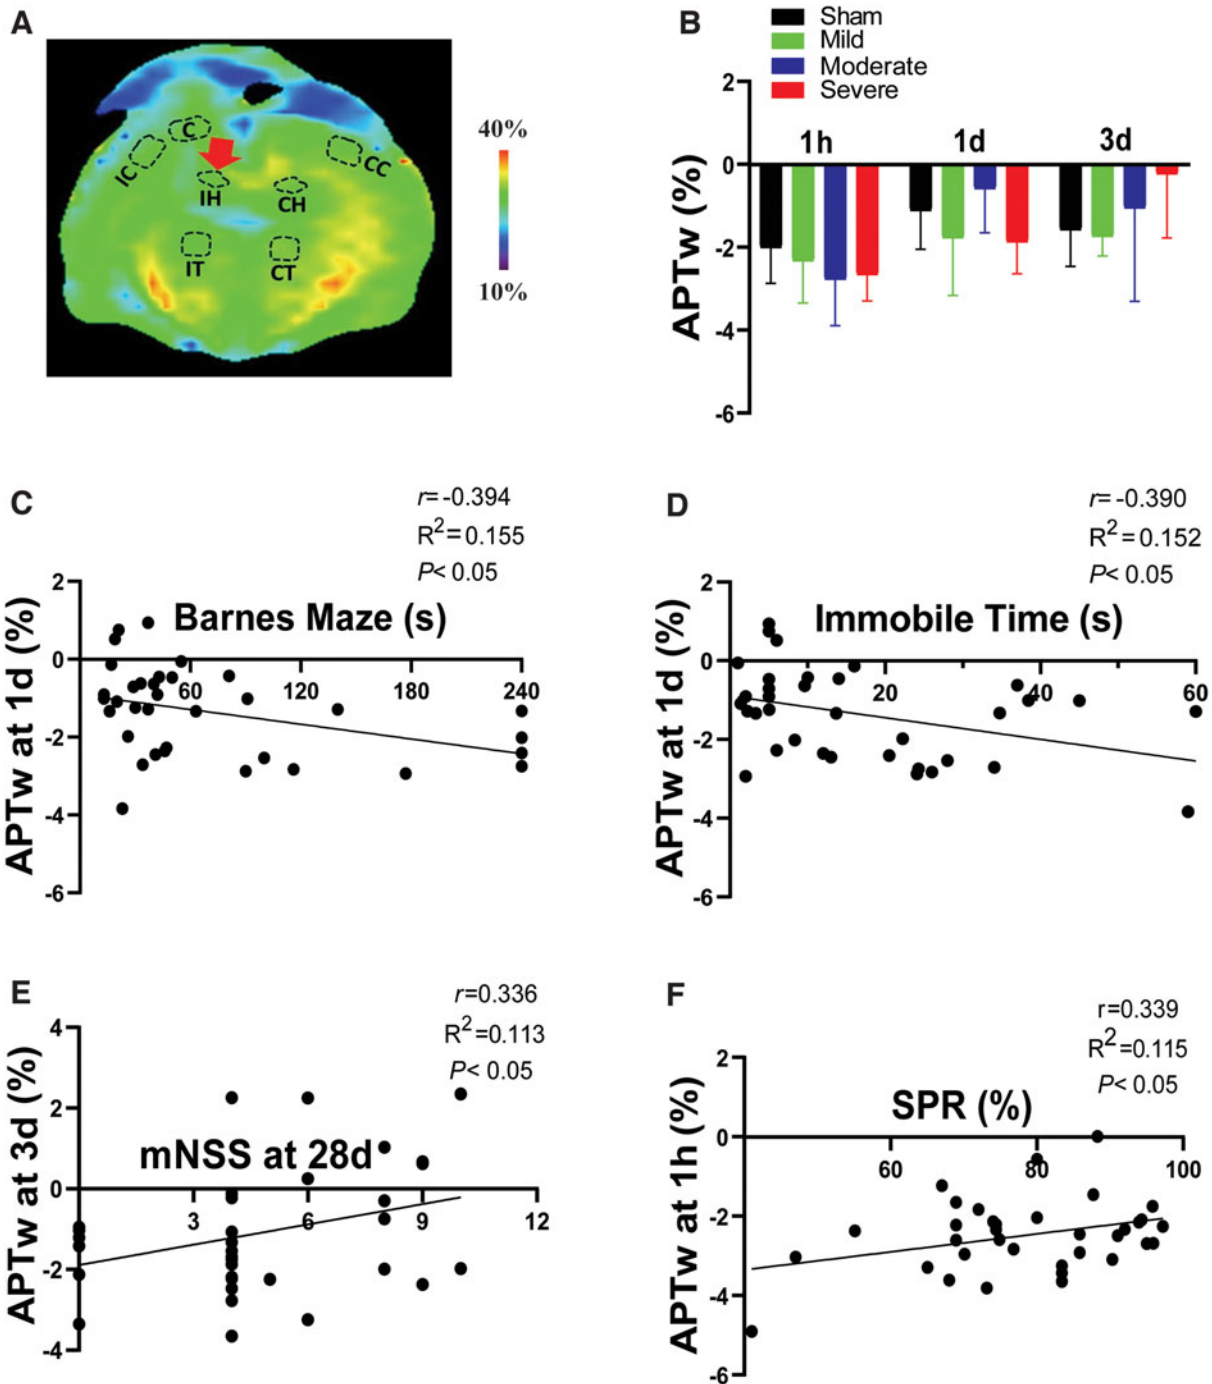 A
40%
10%
C
IC
CC
IH
CH
IT
CT
B
Sham
Mild
Moderate
Severe
APTw (%)
2
0
-2
-4
-6
1h
1d
3d
C
r= -0.394
R2=0.155
P< 0.05
Barnes Maze (s)
APTw at 1d (%)
2
0
-2
-4
-6
60
120
180
240
D
r= -0.390
R2=0.152
P< 0.05
Immobile Time (s)
APTw at 1d (%)
2
0
-2
-4
-6
20
40
60
E
r=0.336
R2=0.113
P< 0.05
mNSS at 28d
APTw at 3d (%)
4
2
0
-2
-4
3
6
9
12
F
r=0.339
R2=0.115
P< 0.05
SPR (%)
APTw at 1h (%)
2
0
-2
-4
-6
60
80
100